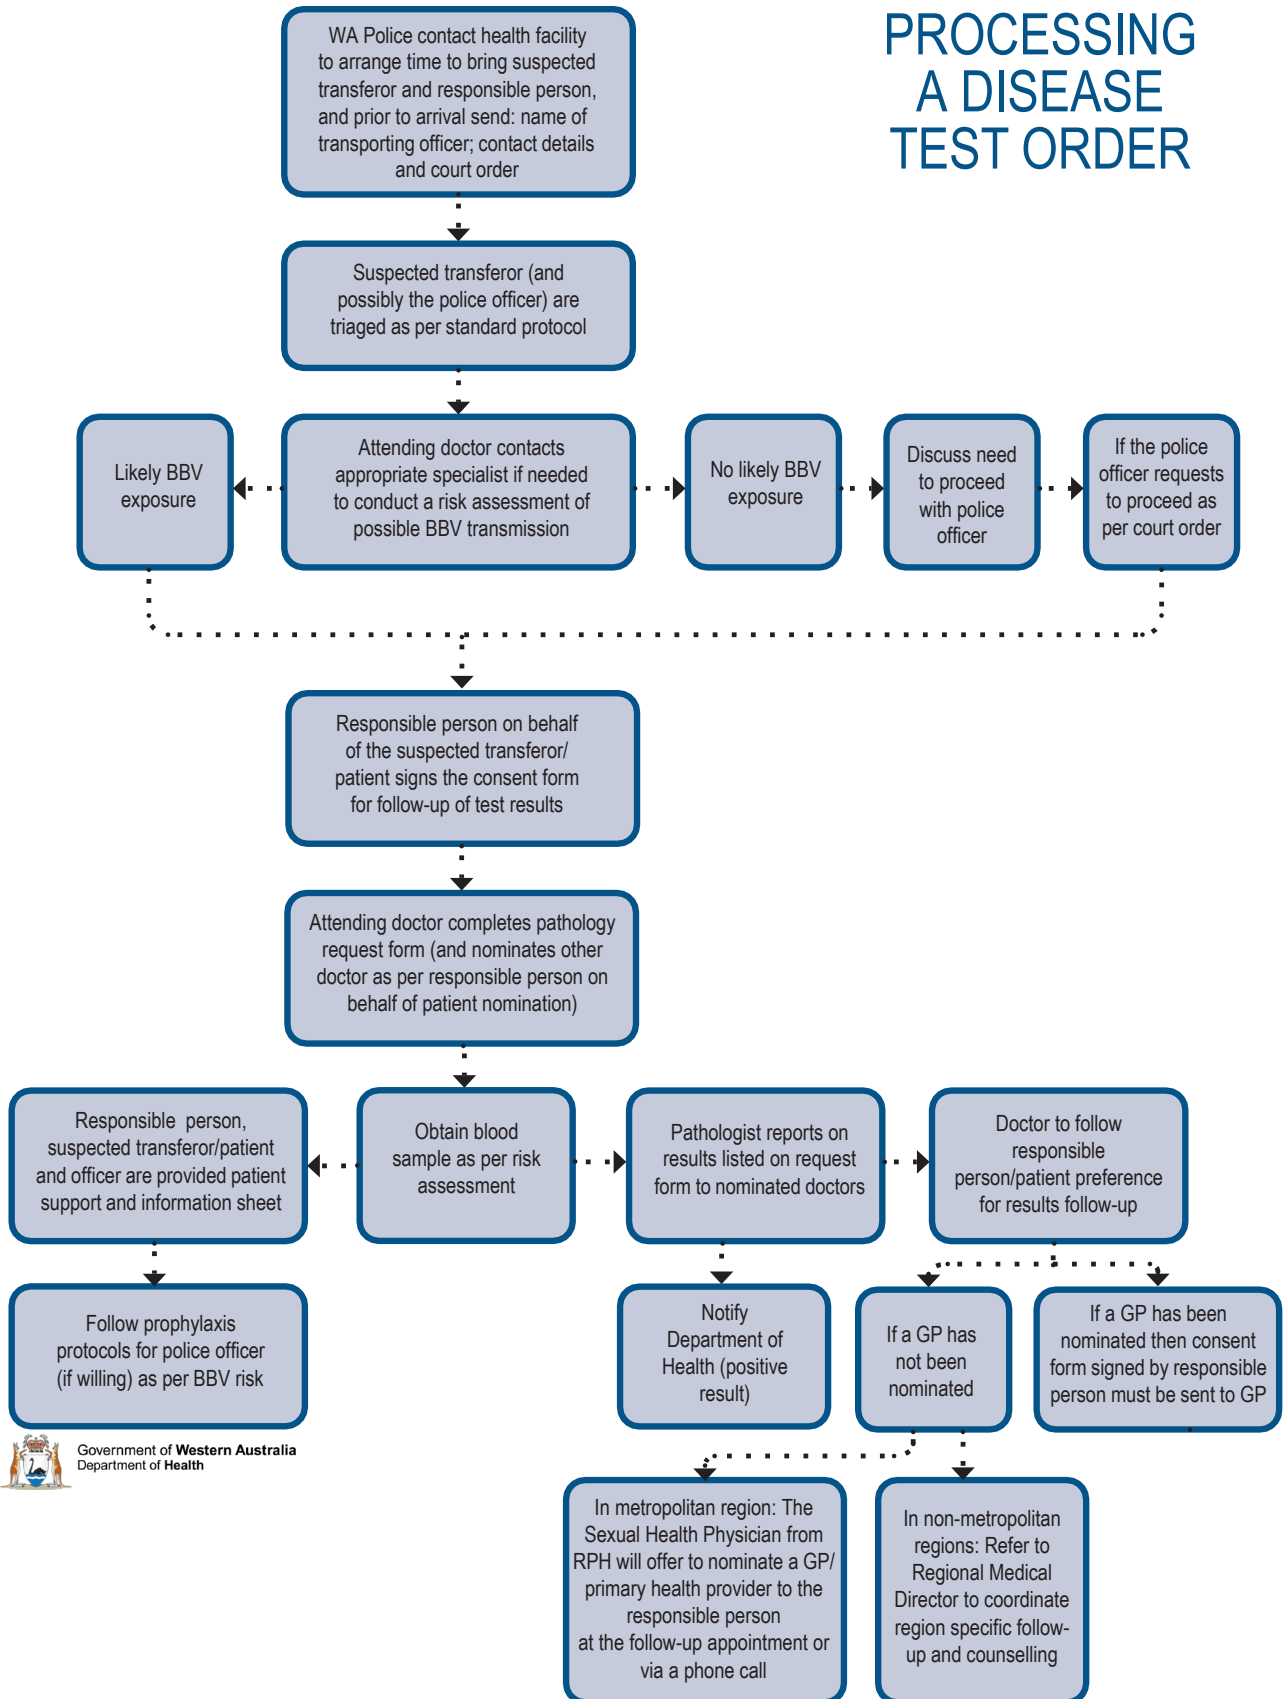 PROCESSING
A DISEASE
TEST ORDER
WA Police contact health facility
to arrange time to bring suspected
transferor and responsible person,
and prior to arrival send: name of
transporting officer; contact details
and court order
Suspected transferor (and
possibly the police officer) are
triaged as per standard protocol
Likely BBV
exposure
Attending doctor contacts
appropriate specialist if needed
to conduct a risk assessment of
possible BBV transmission
No likely BBV
exposure
Discuss need
to proceed
with police
officer
If the police
officer requests
to proceed as
per court order
Responsible person on behalf
of the suspected transferor/
patient signs the consent form
for follow-up of test results
Attending doctor completes pathology
request form (and nominates other
doctor as per responsible person on
behalf of patient nomination)
Responsible person,
suspected transferor/patient
and officer are provided patient
support and information sheet
Obtain blood
sample as per risk
assessment
Pathologist reports on
results listed on request
form to nominated doctors
Doctor to follow
responsible
person/patient preference
for results follow-up
Follow prophylaxis
protocols for police officer
(if willing) as per BBV risk
Notify
Department of
Health (positive
result)
If a GP has
not been
nominated
If a GP has been
nominated then consent
form signed by responsible
person must be sent to GP
Government of Western Australia
Department of Health
In metropolitan region: The
Sexual Health Physician from
RPH will offer to nominate a GP/
primary health provider to the
responsible person
at the follow-up appointment or
via a phone call
In non-metropolitan
regions: Refer to
Regional Medical
Director to coordinate
region specific follow-
up and counselling